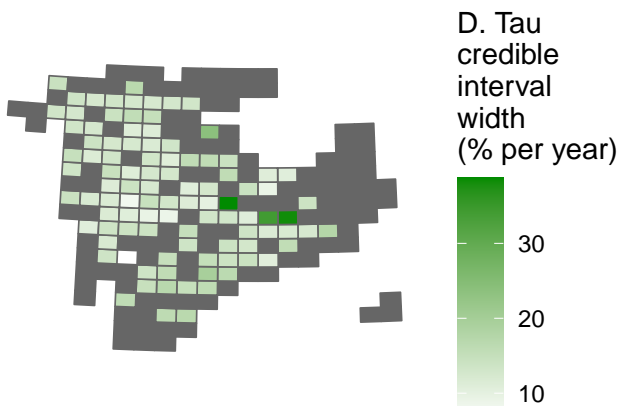 D. Tau
credible
interval
width
(% per year)
30
20
10